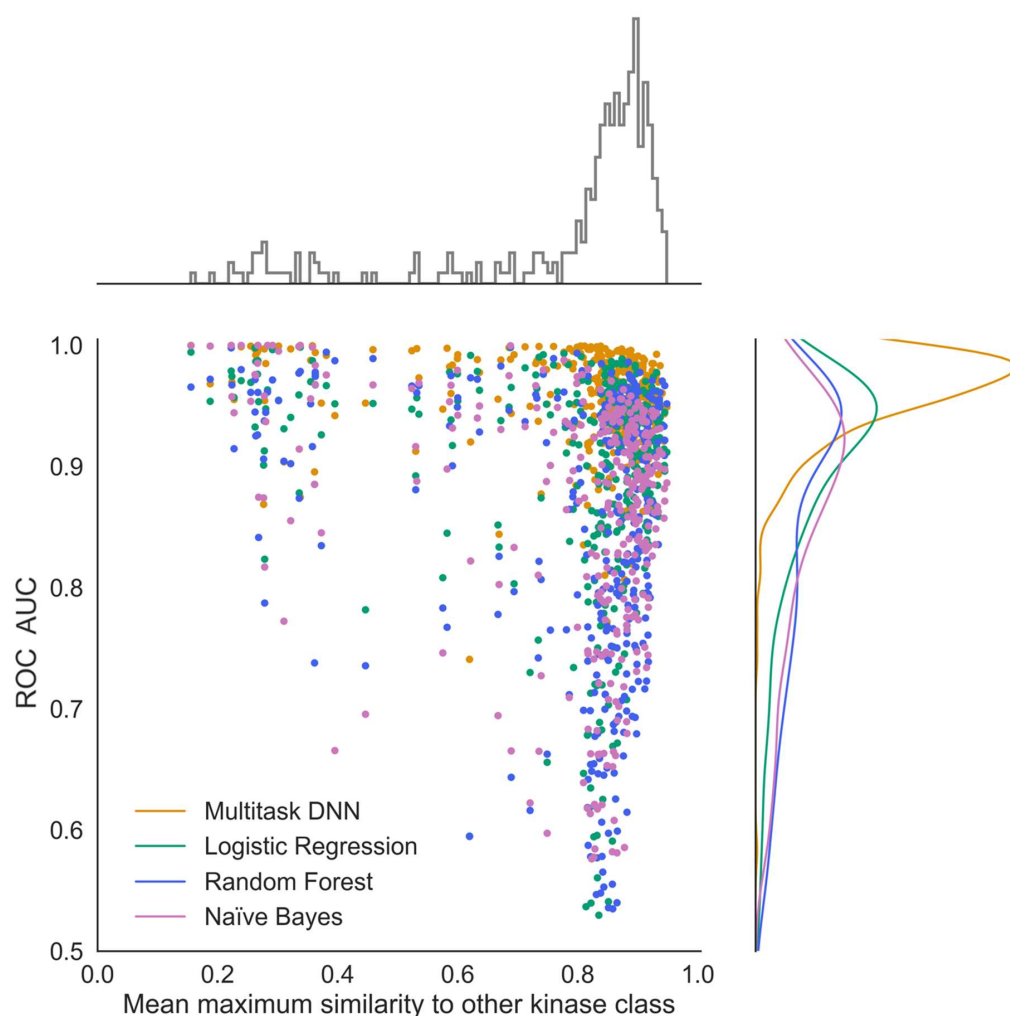 1.0
0.9
0.8
0.7
0.6
0.5
ROC AUC
Multitask DNN
Logistic Regression
Random Forest
Naïve Bayes
0.0 0.2 0.4 0.6 0.8 1.0
Mean maximum similarity to other kinase class